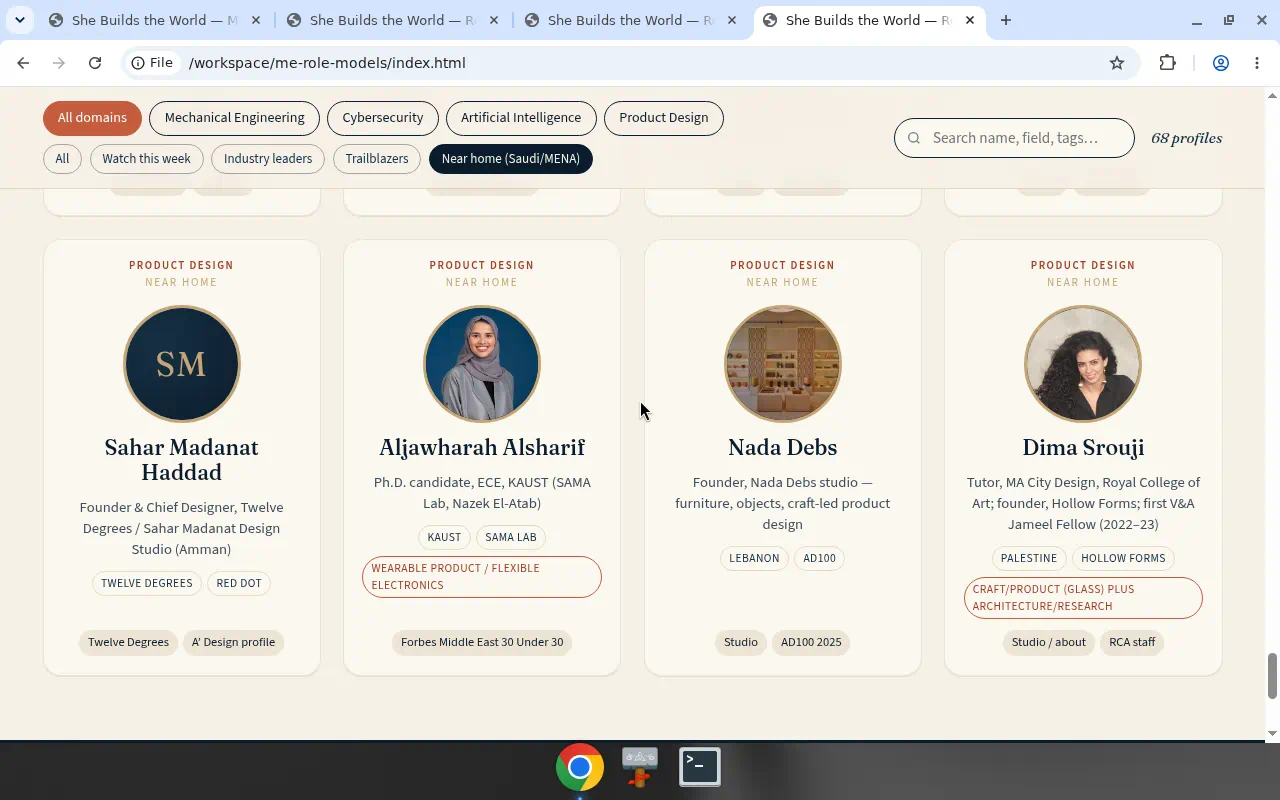 She Builds the World — M
She Builds the World — R
She Builds the World — R
She Builds the World — R
File
/workspace/me-role-models/index.html
All domains
Mechanical Engineering
Cybersecurity
Artificial Intelligence
Product Design
Search name, field, tags…
68 profiles
All
Watch this week
Industry leaders
Trailblazers
Near home (Saudi/MENA)
PRODUCT DESIGN
NEAR HOME
SM
Sahar Madanat
Haddad
Founder & Chief Designer, Twelve
Degrees / Sahar Madanat Design
Studio (Amman)
TWELVE DEGREES
RED DOT
Twelve Degrees
A' Design profile
PRODUCT DESIGN
NEAR HOME
Aljawharah Alsharif
Ph.D. candidate, ECE, KAUST (SAMA
Lab, Nazek El-Atab)
KAUST
SAMA LAB
WEARABLE PRODUCT / FLEXIBLE
ELECTRONICS
Forbes Middle East 30 Under 30
PRODUCT DESIGN
NEAR HOME
Nada Debs
Founder, Nada Debs studio —
furniture, objects, craft-led product
design
LEBANON
AD100
Studio
AD100 2025
PRODUCT DESIGN
NEAR HOME
Dima Srouji
Tutor, MA City Design, Royal College of
Art; founder, Hollow Forms; first V&A
Jameel Fellow (2022–23)
PALESTINE
HOLLOW FORMS
CRAFT/PRODUCT (GLASS) PLUS
ARCHITECTURE/RESEARCH
Studio / about
RCA staff